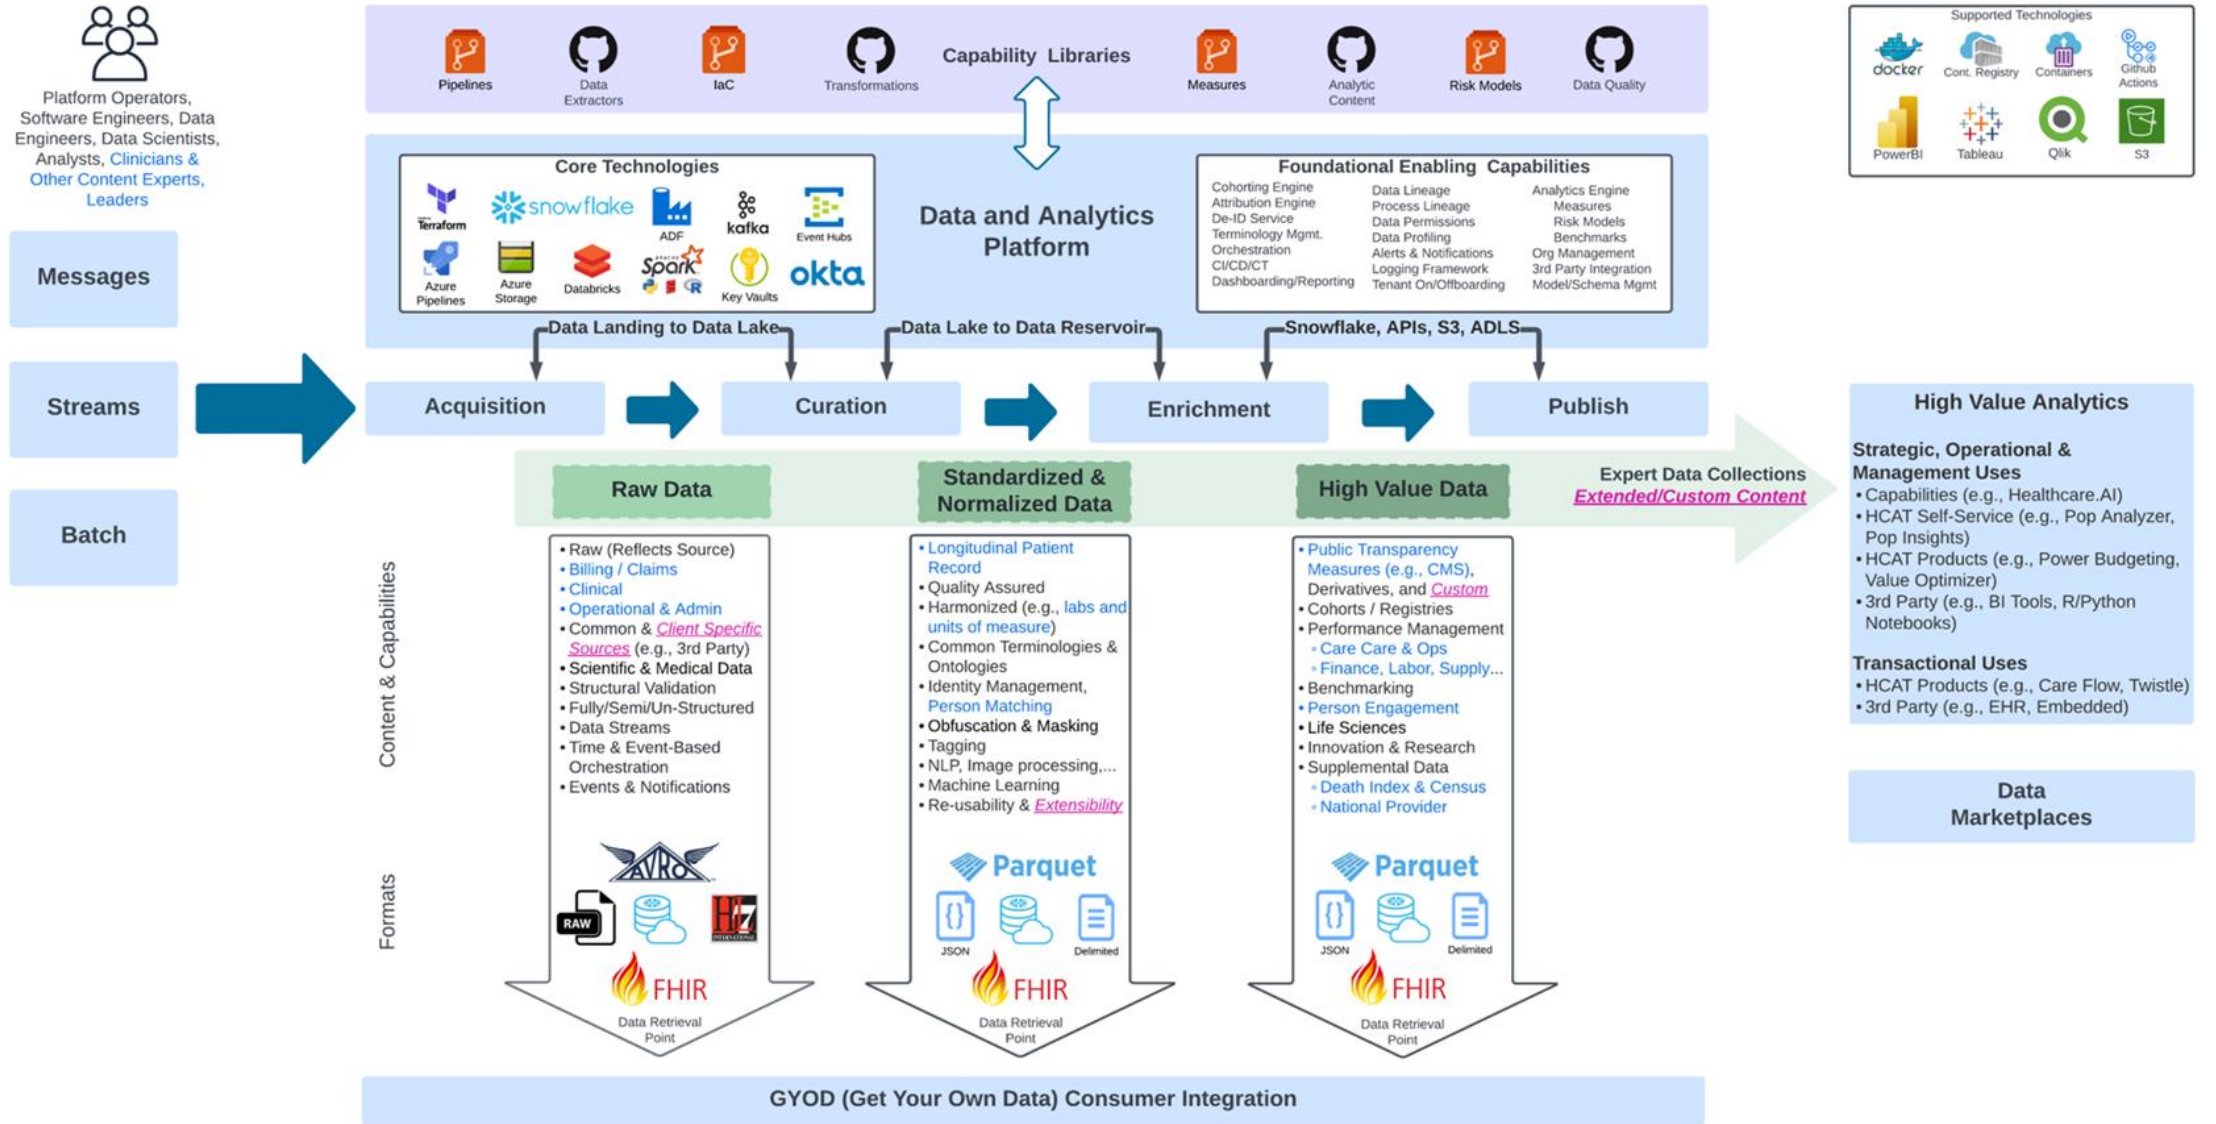 Platform Operators,
Software Engineers, Data
Engineers, Data Scientists,
Analysts, Clinicians &
Other Content Experts,
Leaders
Messages
Streams
Batch
Capability Libraries
Pipelines
Data
Extractors
IaC
Transformations
Measures
Analytic
Content
Risk Models
Data Quality
Supported Technologies
docker
Cont. Registry
Containers
Github
Actions
PowerBI
Tableau
Qlik
S3
Core Technologies
Terraform
snowflake
ADF
kafka
Event Hubs
Azure
Pipelines
Azure
Storage
Databricks
APACHE
Spark
R
Key Vaults
okta
Data and Analytics
Platform
Foundational Enabling Capabilities
Cohorting Engine
Attribution Engine
De-ID Service
Terminology Mgmt.
Orchestration
CI/CD/CT
Dashboarding/Reporting
Data Lineage
Process Lineage
Data Permissions
Data Profiling
Alerts & Notifications
Logging Framework
Tenant On/Offboarding
Analytics Engine
Measures
Risk Models
Benchmarks
Org Management
3rd Party Integration
Model/Schema Mgmt
Data Landing to Data Lake
Data Lake to Data Reservoir
Snowflake, APIs, S3, ADLS
Acquisition
Curation
Enrichment
Publish
Raw Data
Standardized &
Normalized Data
High Value Data
Expert Data Collections
Extended/Custom Content
Content & Capabilities
• Raw (Reflects Source)
• Billing / Claims
• Clinical
• Operational & Admin
• Common & Client Specific
Sources (e.g., 3rd Party)
• Scientific & Medical Data
• Structural Validation
• Fully/Semi/Un-Structured
• Data Streams
• Time & Event-Based
Orchestration
• Events & Notifications
• Longitudinal Patient
Record
• Quality Assured
• Harmonized (e.g., labs and
units of measure)
• Common Terminologies &
Ontologies
• Identity Management,
Person Matching
• Obfuscation & Masking
• Tagging
• NLP, Image processing,...
• Machine Learning
• Re-usability & Extensibility
• Public Transparency
Measures (e.g., CMS),
Derivatives, and Custom
• Cohorts / Registries
• Performance Management
◦ Care Care & Ops
◦ Finance, Labor, Supply...
• Benchmarking
• Person Engagement
• Life Sciences
• Innovation & Research
• Supplemental Data
◦ Death Index & Census
◦ National Provider
Formats
AVRO
RAW
HL7
INTERNATIONAL
FHIR
Data Retrieval
Point
Parquet
{}
JSON
Delimited
FHIR
Data Retrieval
Point
Parquet
{}
JSON
Delimited
FHIR
Data Retrieval
Point
High Value Analytics
Strategic, Operational &
Management Uses
• Capabilities (e.g., Healthcare.AI)
• HCAT Self-Service (e.g., Pop Analyzer,
Pop Insights)
• HCAT Products (e.g., Power Budgeting,
Value Optimizer)
• 3rd Party (e.g., BI Tools, R/Python
Notebooks)
Transactional Uses
• HCAT Products (e.g., Care Flow, Twistle)
• 3rd Party (e.g., EHR, Embedded)
Data
Marketplaces
GYOD (Get Your Own Data) Consumer Integration